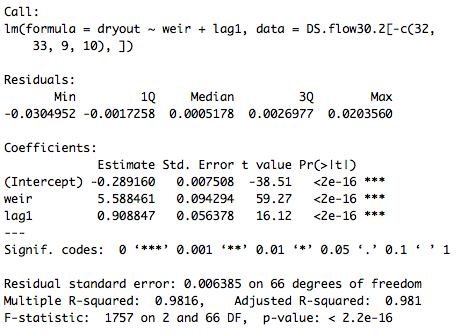 Call:
lm(formula = dryout ~ weir + lag1, data = DS.flow30.2[-c(32,
    33, 9, 10), ])
Residuals:
       Min         1Q     Median         3Q        Max
-0.0304952 -0.0017258  0.0005178  0.0026977  0.0203560
Coefficients:
             Estimate Std. Error t value Pr(>|t|)
(Intercept) -0.289160   0.007508  -38.51   <2e-16 ***
weir         5.588461   0.094294   59.27   <2e-16 ***
lag1         0.908847   0.056378   16.12   <2e-16 ***
---
Signif. codes:  0 ‘***’ 0.001 ‘**’ 0.01 ‘*’ 0.05 ‘.’ 0.1 ‘ ’ 1
Residual standard error: 0.006385 on 66 degrees of freedom
Multiple R-squared:  0.9816,    Adjusted R-squared:  0.981
F-statistic:  1757 on 2 and 66 DF,  p-value: < 2.2e-16